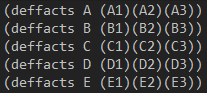 (deffacts A (A1)(A2)(A3))
(deffacts B (B1)(B2)(B3))
(deffacts C (C1)(C2)(C3))
(deffacts D (D1)(D2)(D3))
(deffacts E (E1)(E2)(E3))